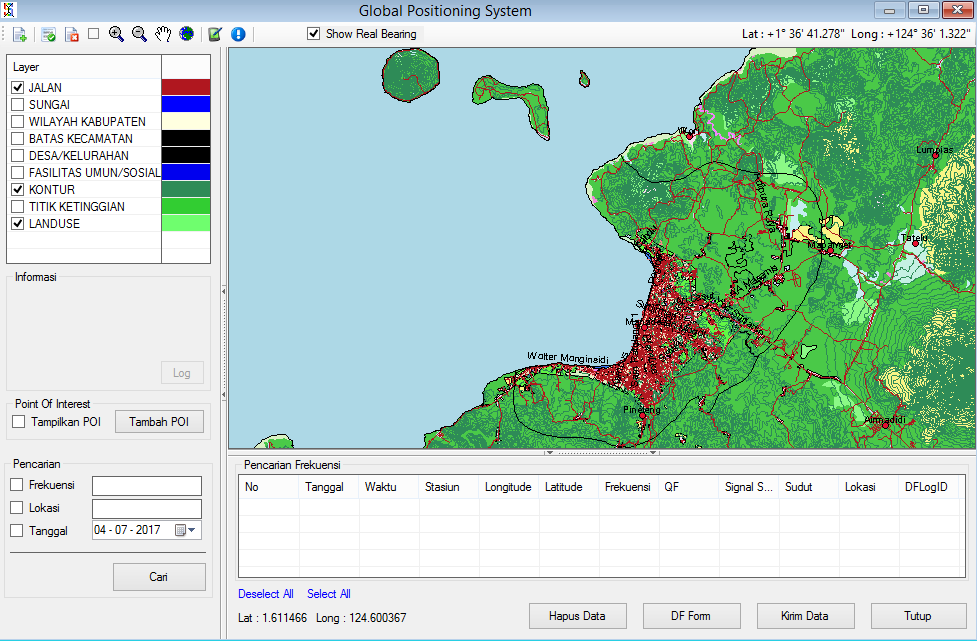 Global Positioning System
Show Real Bearing
Lat : +1° 36' 41.278" Long : +124° 36' 1.322"
Layer
JALAN
SUNGAI
WILAYAH KABUPATEN
BATAS KECAMATAN
DESA/KELURAHAN
FASILITAS UMUN/SOSIAL
KONTUR
TITIK KETINGGIAN
LANDUSE
Informasi
Log
Point Of Interest
Tampilkan POI
Tambah POI
Pencarian
Frekuensi
Lokasi
Tanggal 04 - 07 - 2017
Cari
Lumpias
Tatelu
Walter Monginsidi
Pineleng
Airmadidi
Pencarian Frekuensi
No Tanggal Waktu Stasiun Longitude Latitude Frekuensi QF Signal S... Sudut Lokasi DFLogID
Deselect All Select All
Lat : 1.611466 Long : 124.600367
Hapus Data DF Form Kirim Data Tutup